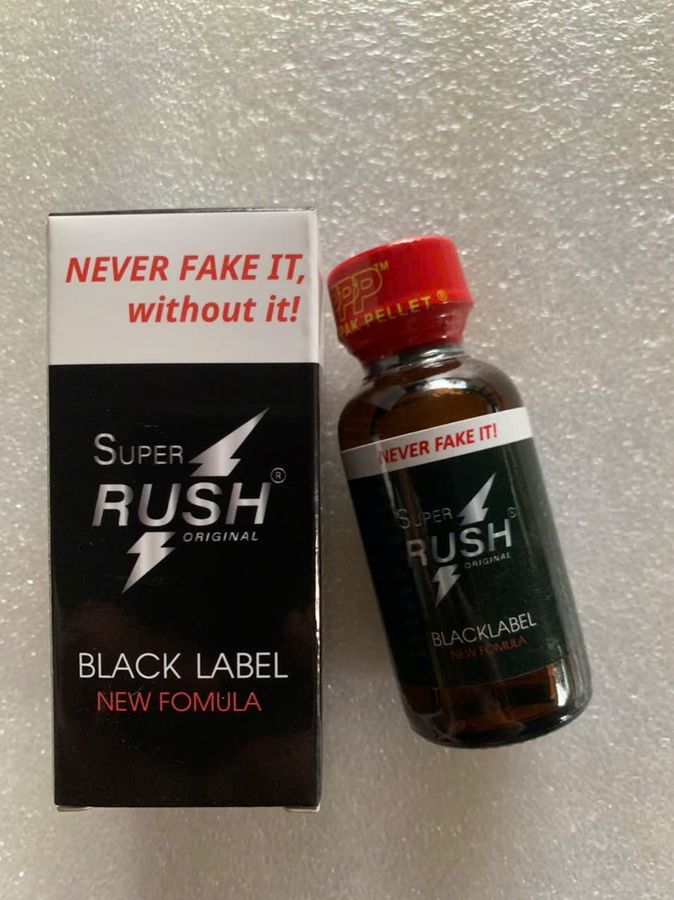 NEVER FAKE IT,
without it!
SUPER
RUSH®
ORIGINAL
BLACK LABEL
NEW FOMULA
PPP™
PAK PELLET®
NEVER FAKE IT!
SUPER
RUSH®
ORIGINAL
BLACKLABEL
NEW FOMULA